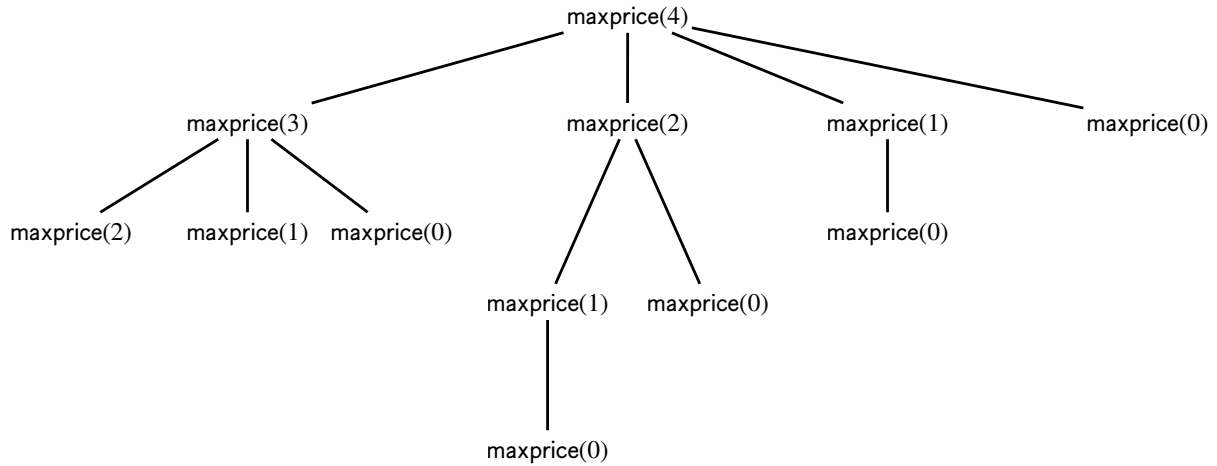 maxprice(4)
maxprice(3) maxprice(2) maxprice(1) maxprice(0)
maxprice(2) maxprice(1) maxprice(0) maxprice(0)
maxprice(1) maxprice(0)
maxprice(0)